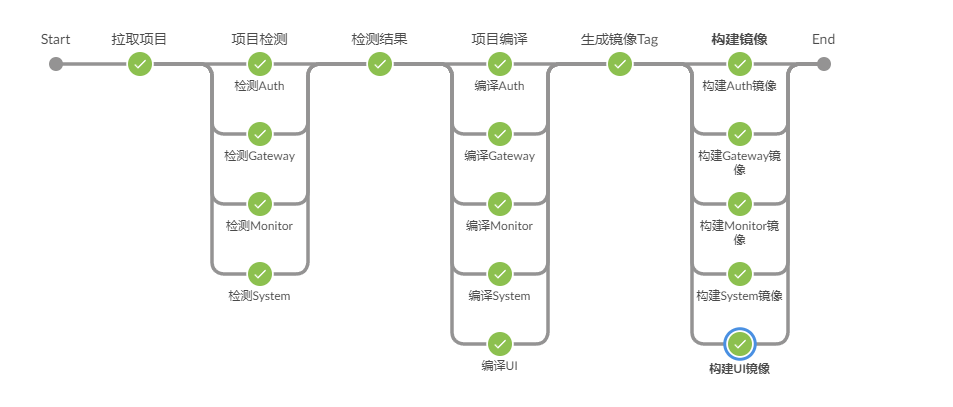 Start
拉取项目
项目检测
检测结果
项目编译
生成镜像Tag
构建镜像
End
检测Auth
编译Auth
构建Auth镜像
检测Gateway
编译Gateway
构建Gateway镜
像
检测Monitor
编译Monitor
构建Monitor镜
像
检测System
编译System
构建System镜像
编译UI
构建UI镜像